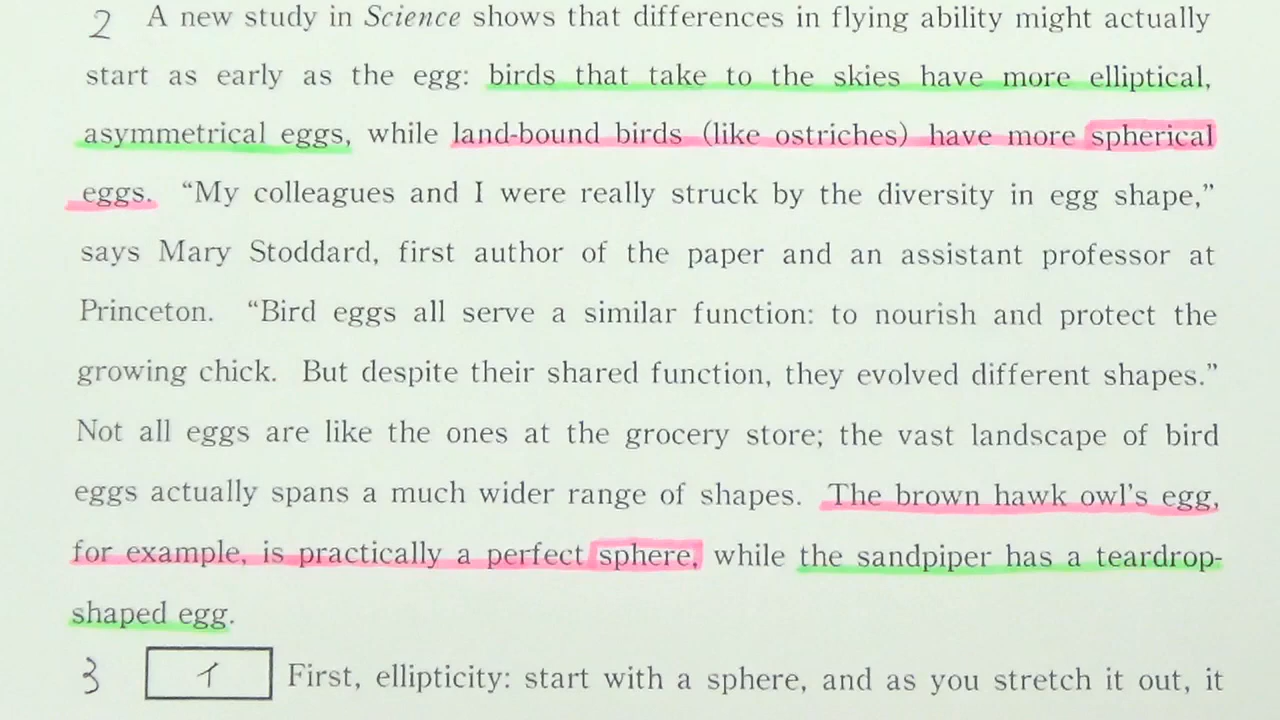 2 A new study in Science shows that differences in flying ability might actually
start as early as the egg: birds that take to the skies have more elliptical,
asymmetrical eggs, while land-bound birds (like ostriches) have more spherical
eggs. “My colleagues and I were really struck by the diversity in egg shape,”
says Mary Stoddard, first author of the paper and an assistant professor at
Princeton. “Bird eggs all serve a similar function: to nourish and protect the
growing chick. But despite their shared function, they evolved different shapes.”
Not all eggs are like the ones at the grocery store; the vast landscape of bird
eggs actually spans a much wider range of shapes. The brown hawk owl’s egg,
for example, is practically a perfect sphere, while the sandpiper has a teardrop-
shaped egg.
3 イ First, ellipticity: start with a sphere, and as you stretch it out, it